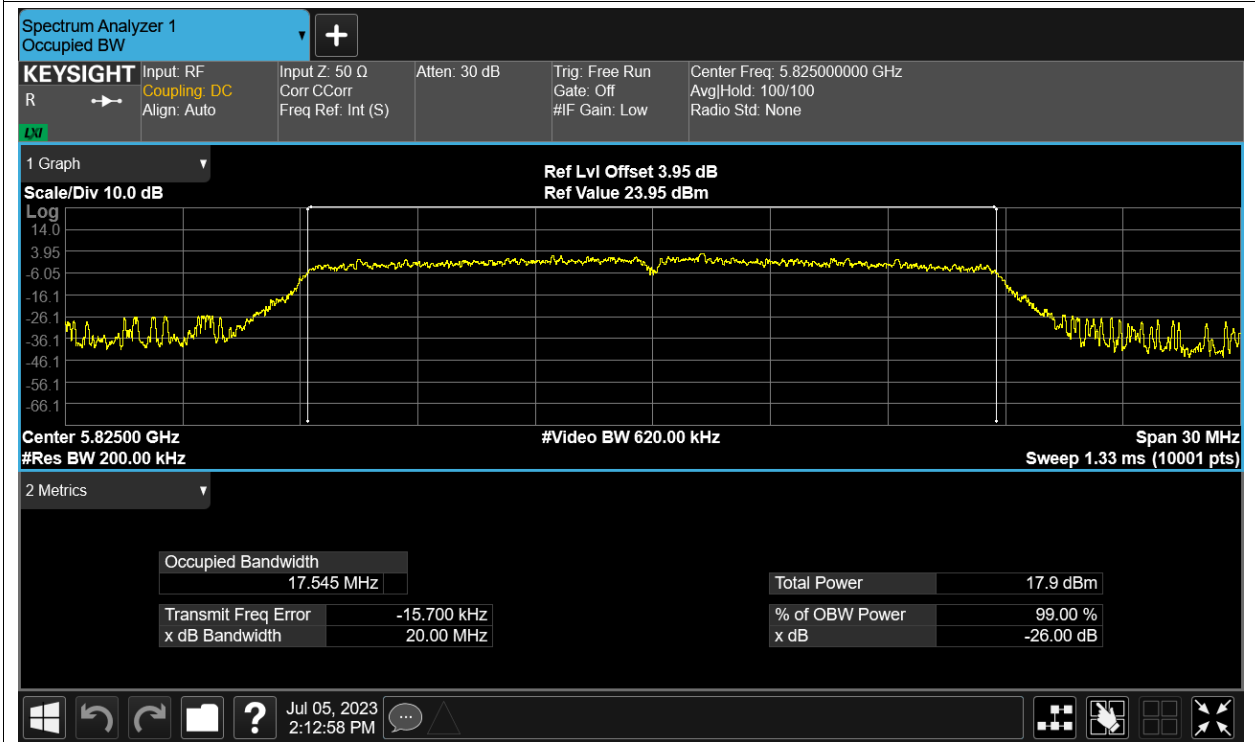 Spectrum Analyzer 1
Occupied BW
KEYSIGHT
R
LXI
Input: RF
Coupling: DC
Align: Auto
Input Z: 50 Ω
Corr CCorr
Freq Ref: Int (S)
Atten: 30 dB
Trig: Free Run
Gate: Off
#IF Gain: Low
Center Freq: 5.825000000 GHz
Avg|Hold: 100/100
Radio Std: None
1 Graph
Scale/Div 10.0 dB
Ref Lvl Offset 3.95 dB
Ref Value 23.95 dBm
Log
14.0
3.95
-6.05
-16.1
-26.1
-36.1
-46.1
-56.1
-66.1
Center 5.82500 GHz
#Video BW 620.00 kHz
Span 30 MHz
#Res BW 200.00 kHz
Sweep 1.33 ms (10001 pts)
2 Metrics
Occupied Bandwidth
17.545 MHz
Transmit Freq Error -15.700 kHz
x dB Bandwidth 20.00 MHz
Total Power 17.9 dBm
% of OBW Power 99.00 %
x dB -26.00 dB
?
Jul 05, 2023
2:12:58 PM